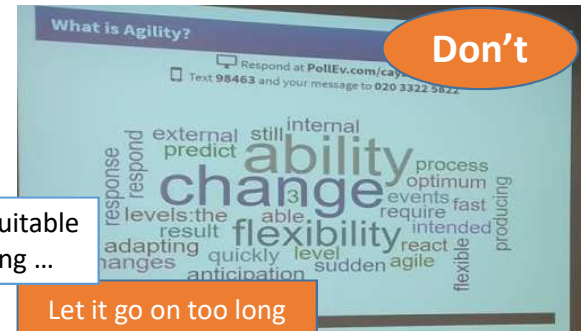 What is Agility?
Don't
Respond at PollEv.com/cay
Text 98463 and your message to 020 3322 5822
external still internal
predict ability
response
respond
process
optimum
change
3
events fast
producing
levels:the able.
require
result flexibility
intended
adapting
react
flexible
quickly level
hanges
sudden agile
anticipation
uitable
ng ...
Let it go on too long